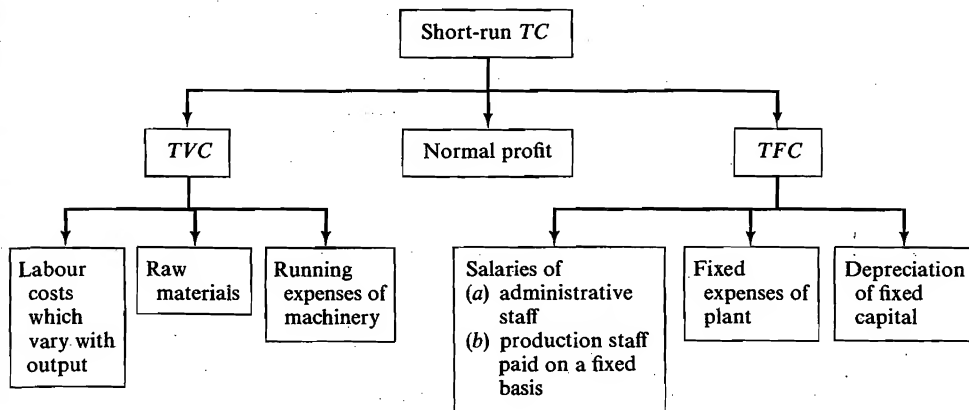 Short-run TC
TVC
Normal profit
TFC
Labour
costs
which
vary with
output
Raw
materials
Running
expenses of
machinery
Salaries of
(a) administrative
staff
(b) production staff
paid on a fixed
basis
Fixed
expenses of
plant
Depreciation
of fixed
capital